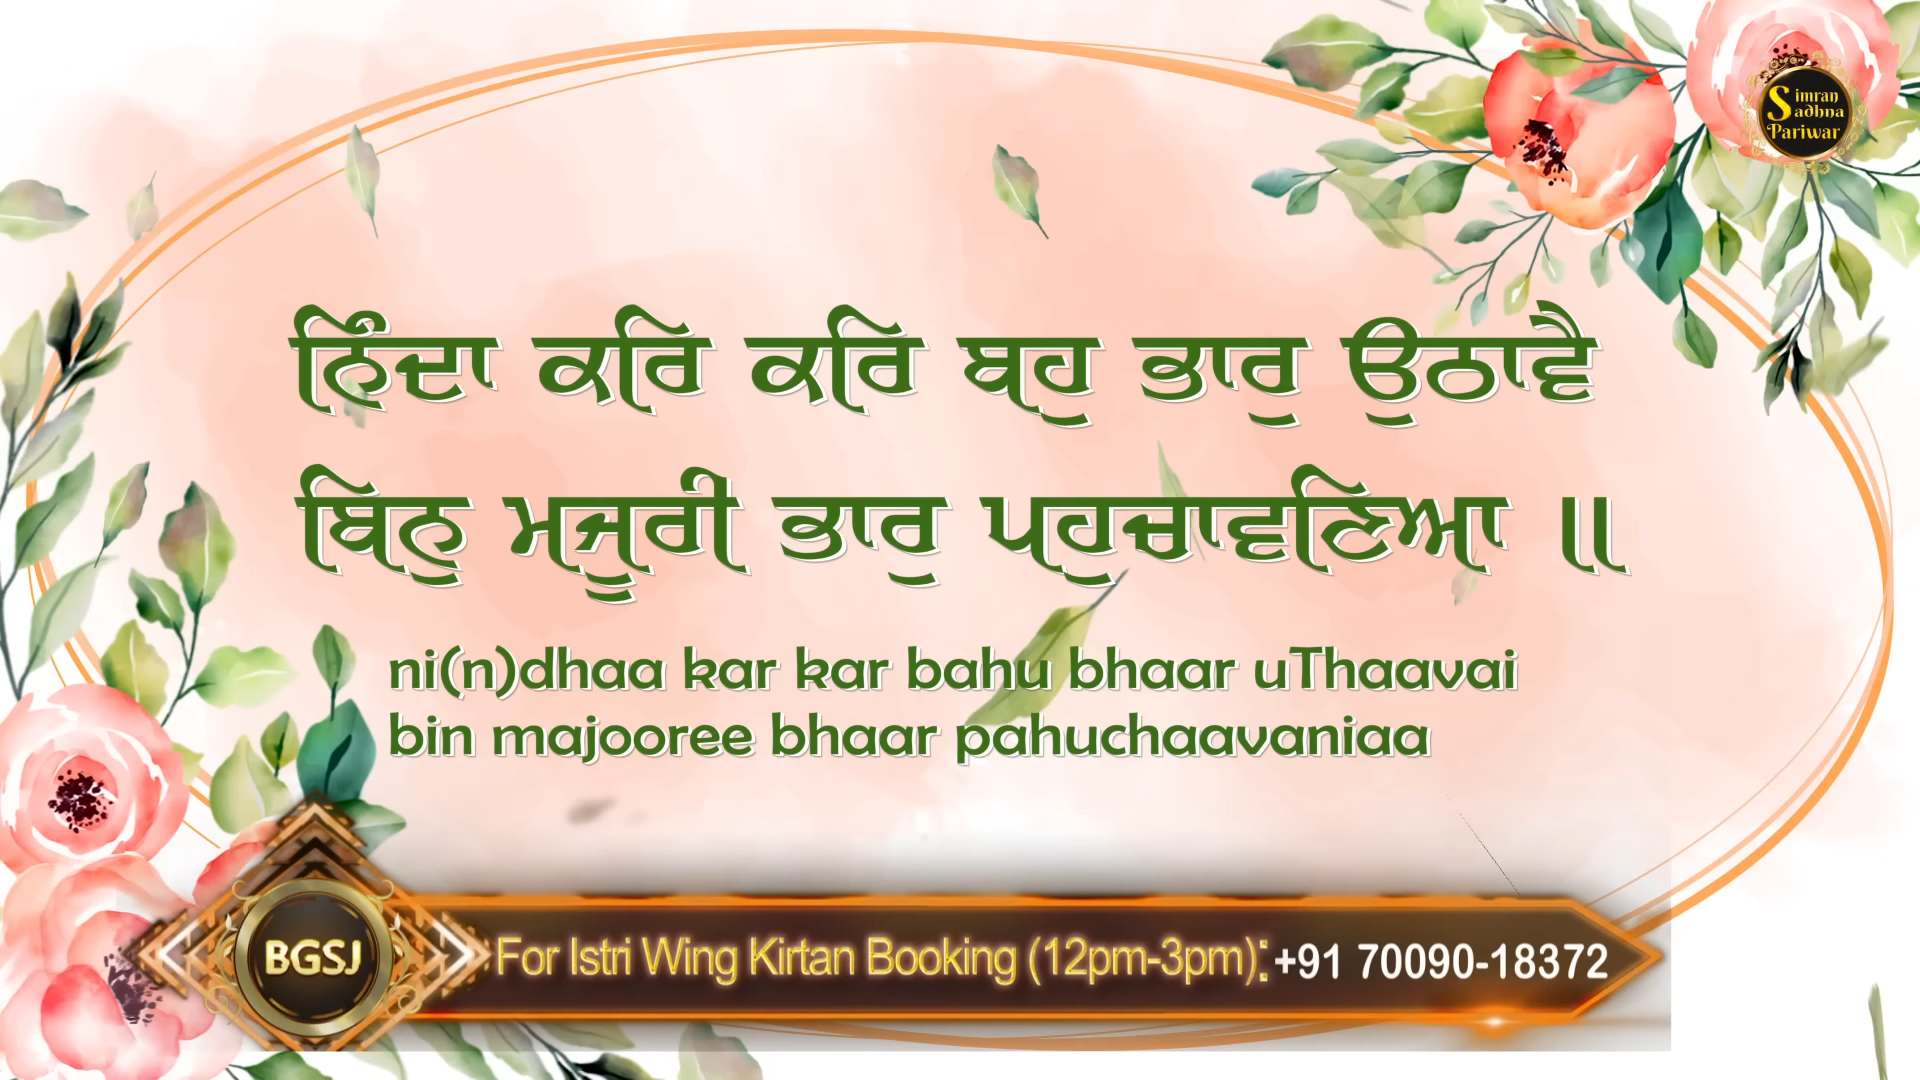 Simran
Sadhna
Pariwar
ਨਿੰਦਾ ਕਰਿ ਕਰਿ ਬਹੁ ਭਾਰੁ ਉਠਾਵੈ
ਬਿਨੁ ਮਜੂਰੀ ਭਾਰੁ ਪਹੁਚਾਵਣਿਆ ॥
ni(n)dhaa kar kar bahu bhaar uThaavai
bin majooree bhaar pahuchaavaniaa
BGSJ
For Istri Wing Kirtan Booking (12pm-3pm): +91 70090-18372